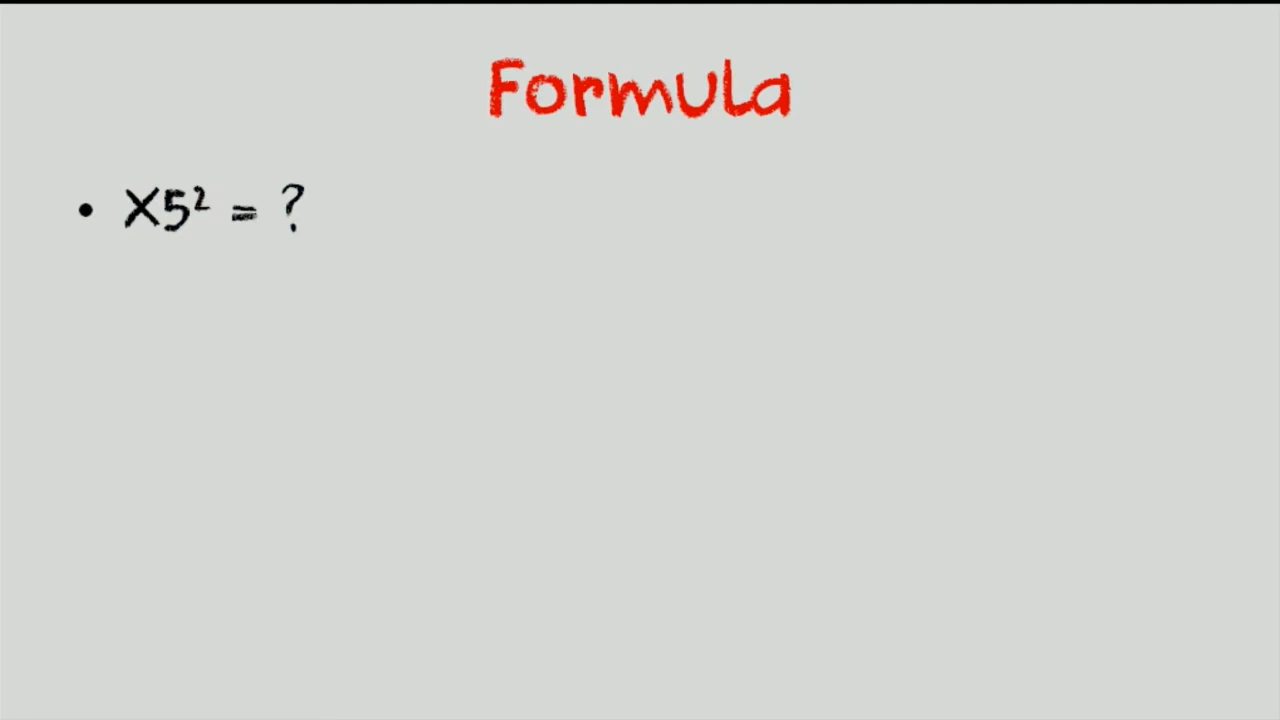 Formula
• X5² = ?